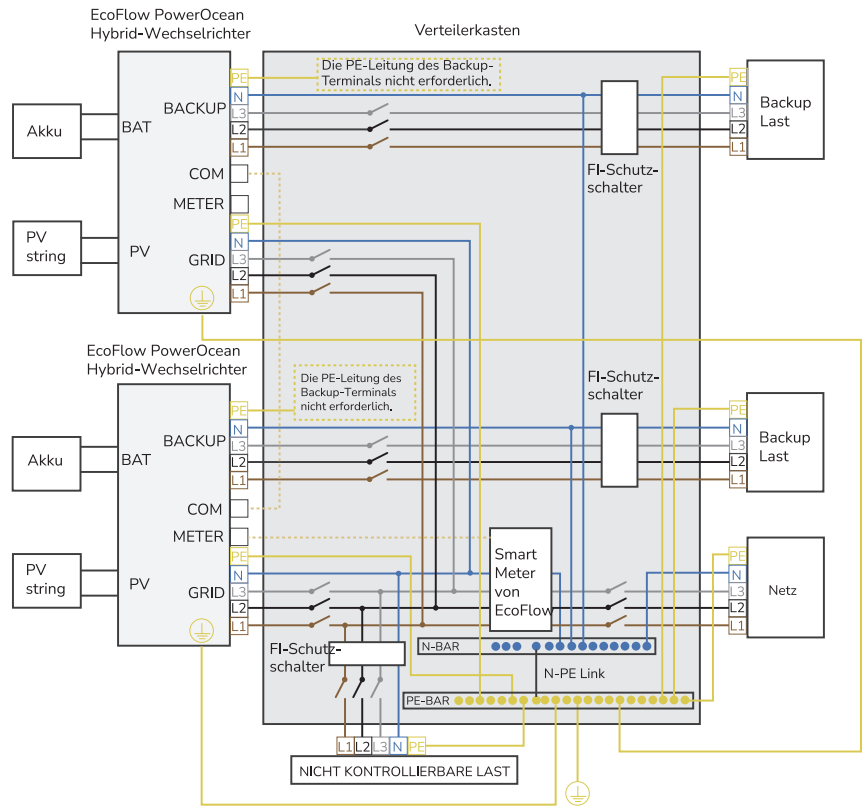 EcoFlow PowerOcean
Hybrid-Wechselrichter
Verteilerkasten
Die PE-Leitung des Backup-
Terminals nicht erforderlich.
PE
N
L3
L2
L1
BACKUP
BAT
Akku
COM
METER
PE
N
L3
L2
L1
GRID
PV
PV
string
FI-Schutz-
schalter
PE
N
L3
L2
L1
Backup
Last
EcoFlow PowerOcean
Hybrid-Wechselrichter
Die PE-Leitung des
Backup-Terminals
nicht erforderlich.
PE
N
L3
L2
L1
BACKUP
BAT
Akku
COM
METER
PE
N
L3
L2
L1
GRID
PV
PV
string
FI-Schutz-
schalter
PE
N
L3
L2
L1
Backup
Last
Smart
Meter
von
EcoFlow
PE
N
L3
L2
L1
Netz
FI-Schutz-
schalter
N-BAR
N-PE Link
PE-BAR
L1
L2
L3
N
PE
NICHT KONTROLLIERBARE LAST